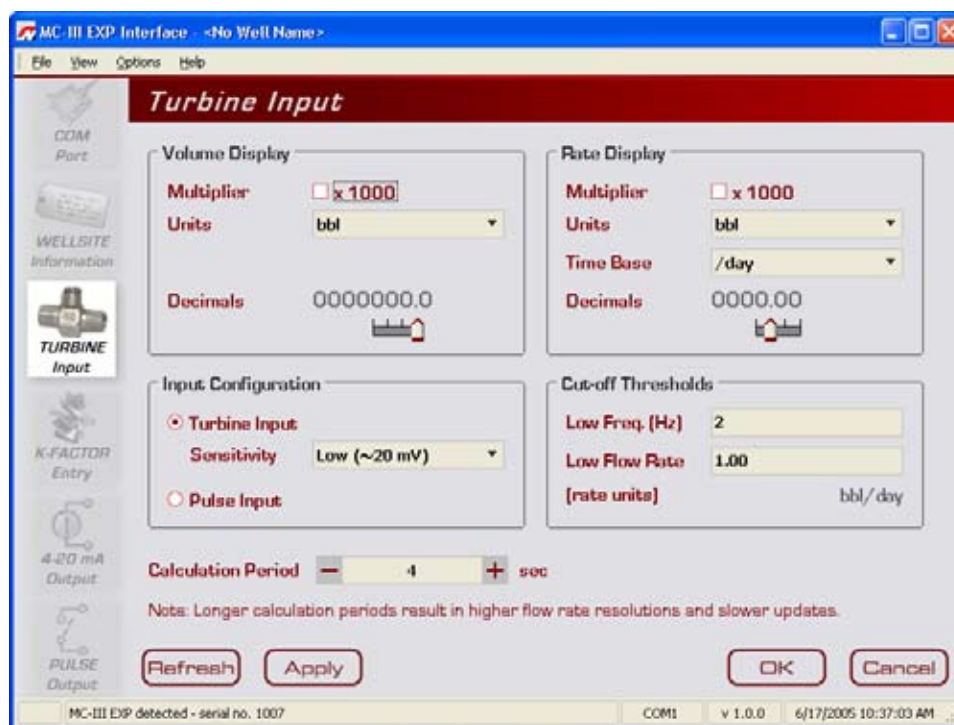 MC-III EXP Interface - <No Well Name>
File View Options Help
COM
Port
WELLSITE
Information
TURBINE
Input
K-FACTOR
Entry
4-20 mA
Output
PULSE
Output
Turbine Input
Volume Display
Multiplier x 1000
Units bbl
Decimals 0000000.0
Rate Display
Multiplier x 1000
Units bbl
Time Base /day
Decimals 0000.00
Input Configuration
Turbine Input
Sensitivity Low (~20 mV)
Pulse Input
Cut-off Thresholds
Low Freq. (Hz) 2
Low Flow Rate 1.00
(rate units) bbl/day
Calculation Period − 4 + sec
Note: Longer calculation periods result in higher flow rate resolutions and slower updates.
Refresh Apply OK Cancel
MC-III EXP detected - serial no. 1007 COM1 v 1.0.0 6/17/2005 10:37:03 AM